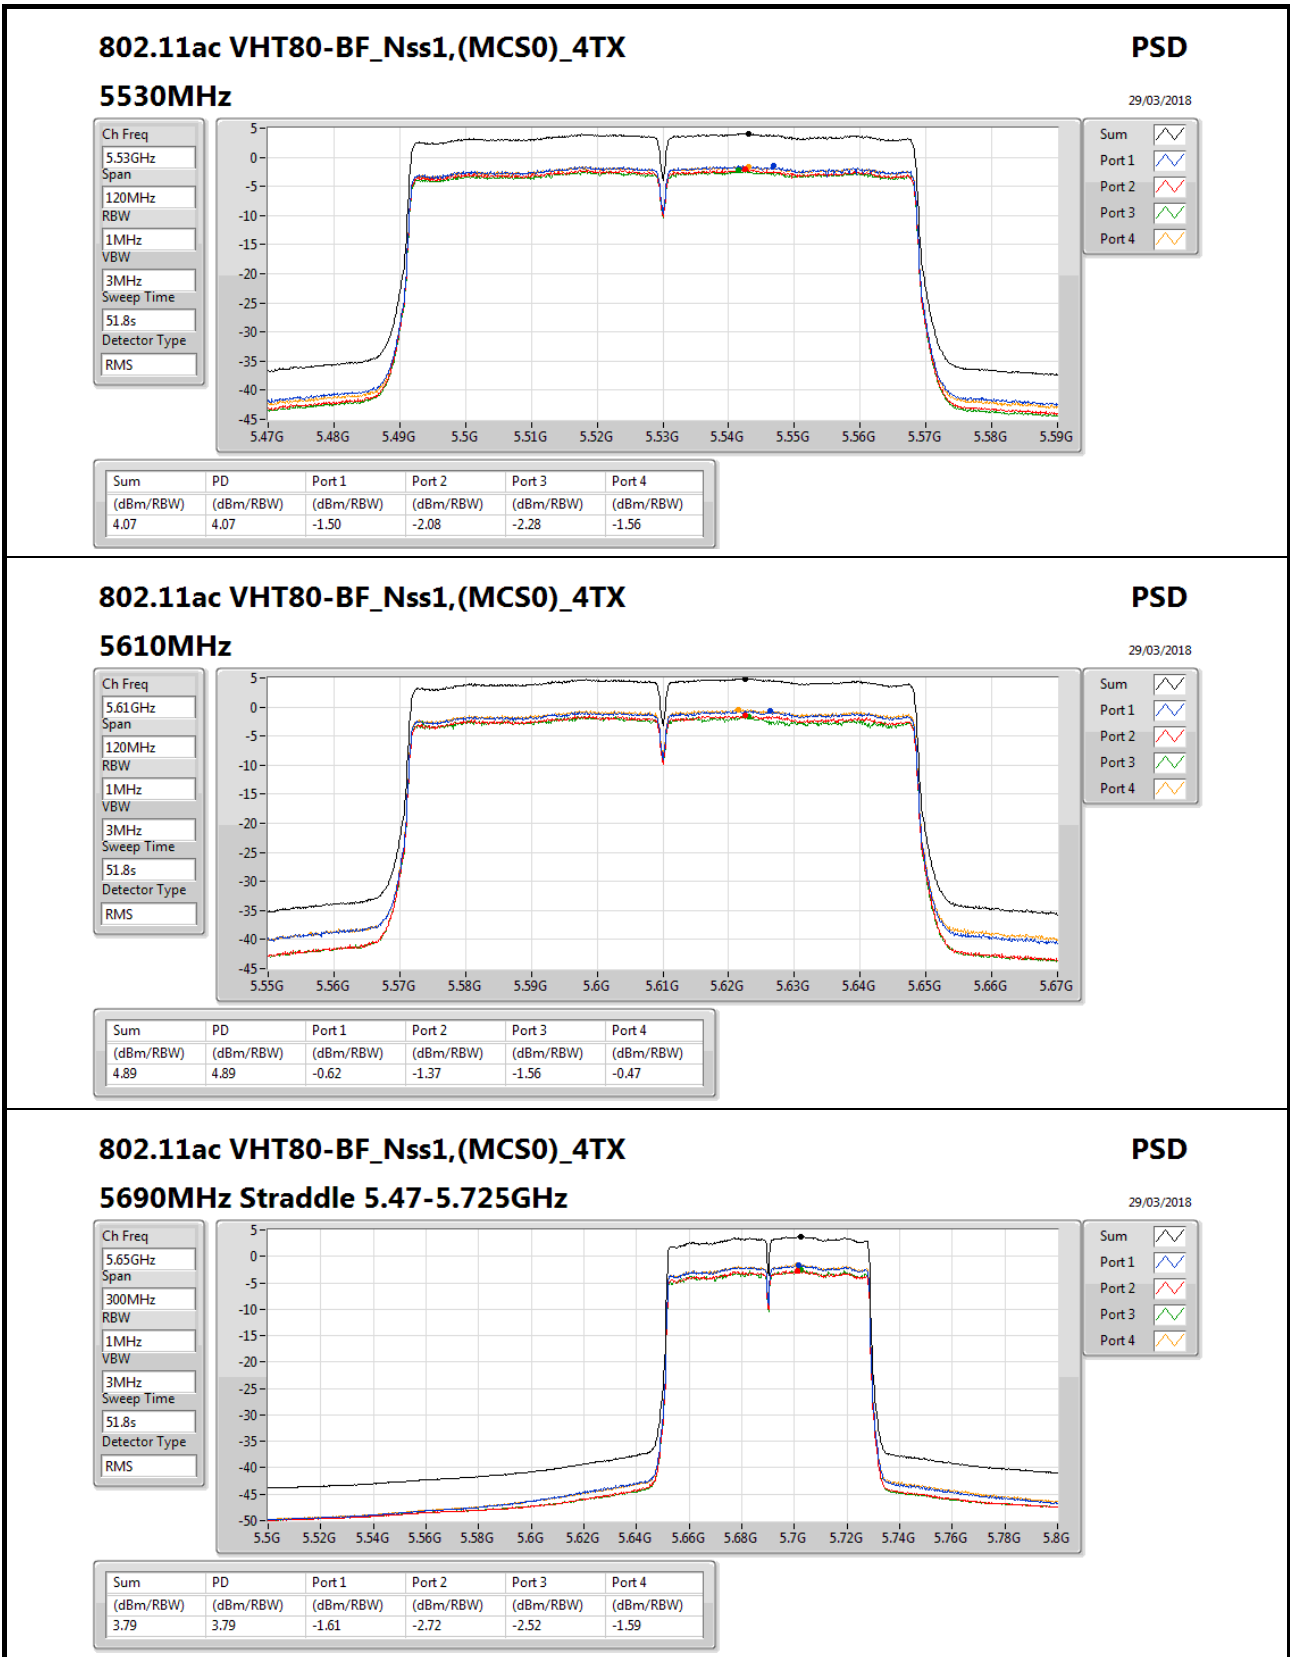 802.11ac VHT80-BF_Nss1,(MCS0)_4TX PSD
5530MHz 29/03/2018
Ch Freq
5.53GHz
Span
120MHz
RBW
1MHz
VBW
3MHz
Sweep Time
51.8s
Detector Type
RMS
5
0
-5
-10
-15
-20
-25
-30
-35
-40
-45
5.47G 5.48G 5.49G 5.5G 5.51G 5.52G 5.53G 5.54G 5.55G 5.56G 5.57G 5.58G 5.59G
Sum
Port 1
Port 2
Port 3
Port 4
Sum PD Port 1 Port 2 Port 3 Port 4
(dBm/RBW) (dBm/RBW) (dBm/RBW) (dBm/RBW) (dBm/RBW) (dBm/RBW)
4.07 4.07 -1.50 -2.08 -2.28 -1.56
802.11ac VHT80-BF_Nss1,(MCS0)_4TX PSD
5610MHz 29/03/2018
Ch Freq
5.61GHz
Span
120MHz
RBW
1MHz
VBW
3MHz
Sweep Time
51.8s
Detector Type
RMS
5
0
-5
-10
-15
-20
-25
-30
-35
-40
-45
5.55G 5.56G 5.57G 5.58G 5.59G 5.6G 5.61G 5.62G 5.63G 5.64G 5.65G 5.66G 5.67G
Sum
Port 1
Port 2
Port 3
Port 4
Sum PD Port 1 Port 2 Port 3 Port 4
(dBm/RBW) (dBm/RBW) (dBm/RBW) (dBm/RBW) (dBm/RBW) (dBm/RBW)
4.89 4.89 -0.62 -1.37 -1.56 -0.47
802.11ac VHT80-BF_Nss1,(MCS0)_4TX PSD
5690MHz Straddle 5.47-5.725GHz 29/03/2018
Ch Freq
5.65GHz
Span
300MHz
RBW
1MHz
VBW
3MHz
Sweep Time
51.8s
Detector Type
RMS
5
0
-5
-10
-15
-20
-25
-30
-35
-40
-45
-50
5.5G 5.52G 5.54G 5.56G 5.58G 5.6G 5.62G 5.64G 5.66G 5.68G 5.7G 5.72G 5.74G 5.76G 5.78G 5.8G
Sum
Port 1
Port 2
Port 3
Port 4
Sum PD Port 1 Port 2 Port 3 Port 4
(dBm/RBW) (dBm/RBW) (dBm/RBW) (dBm/RBW) (dBm/RBW) (dBm/RBW)
3.79 3.79 -1.61 -2.72 -2.52 -1.59